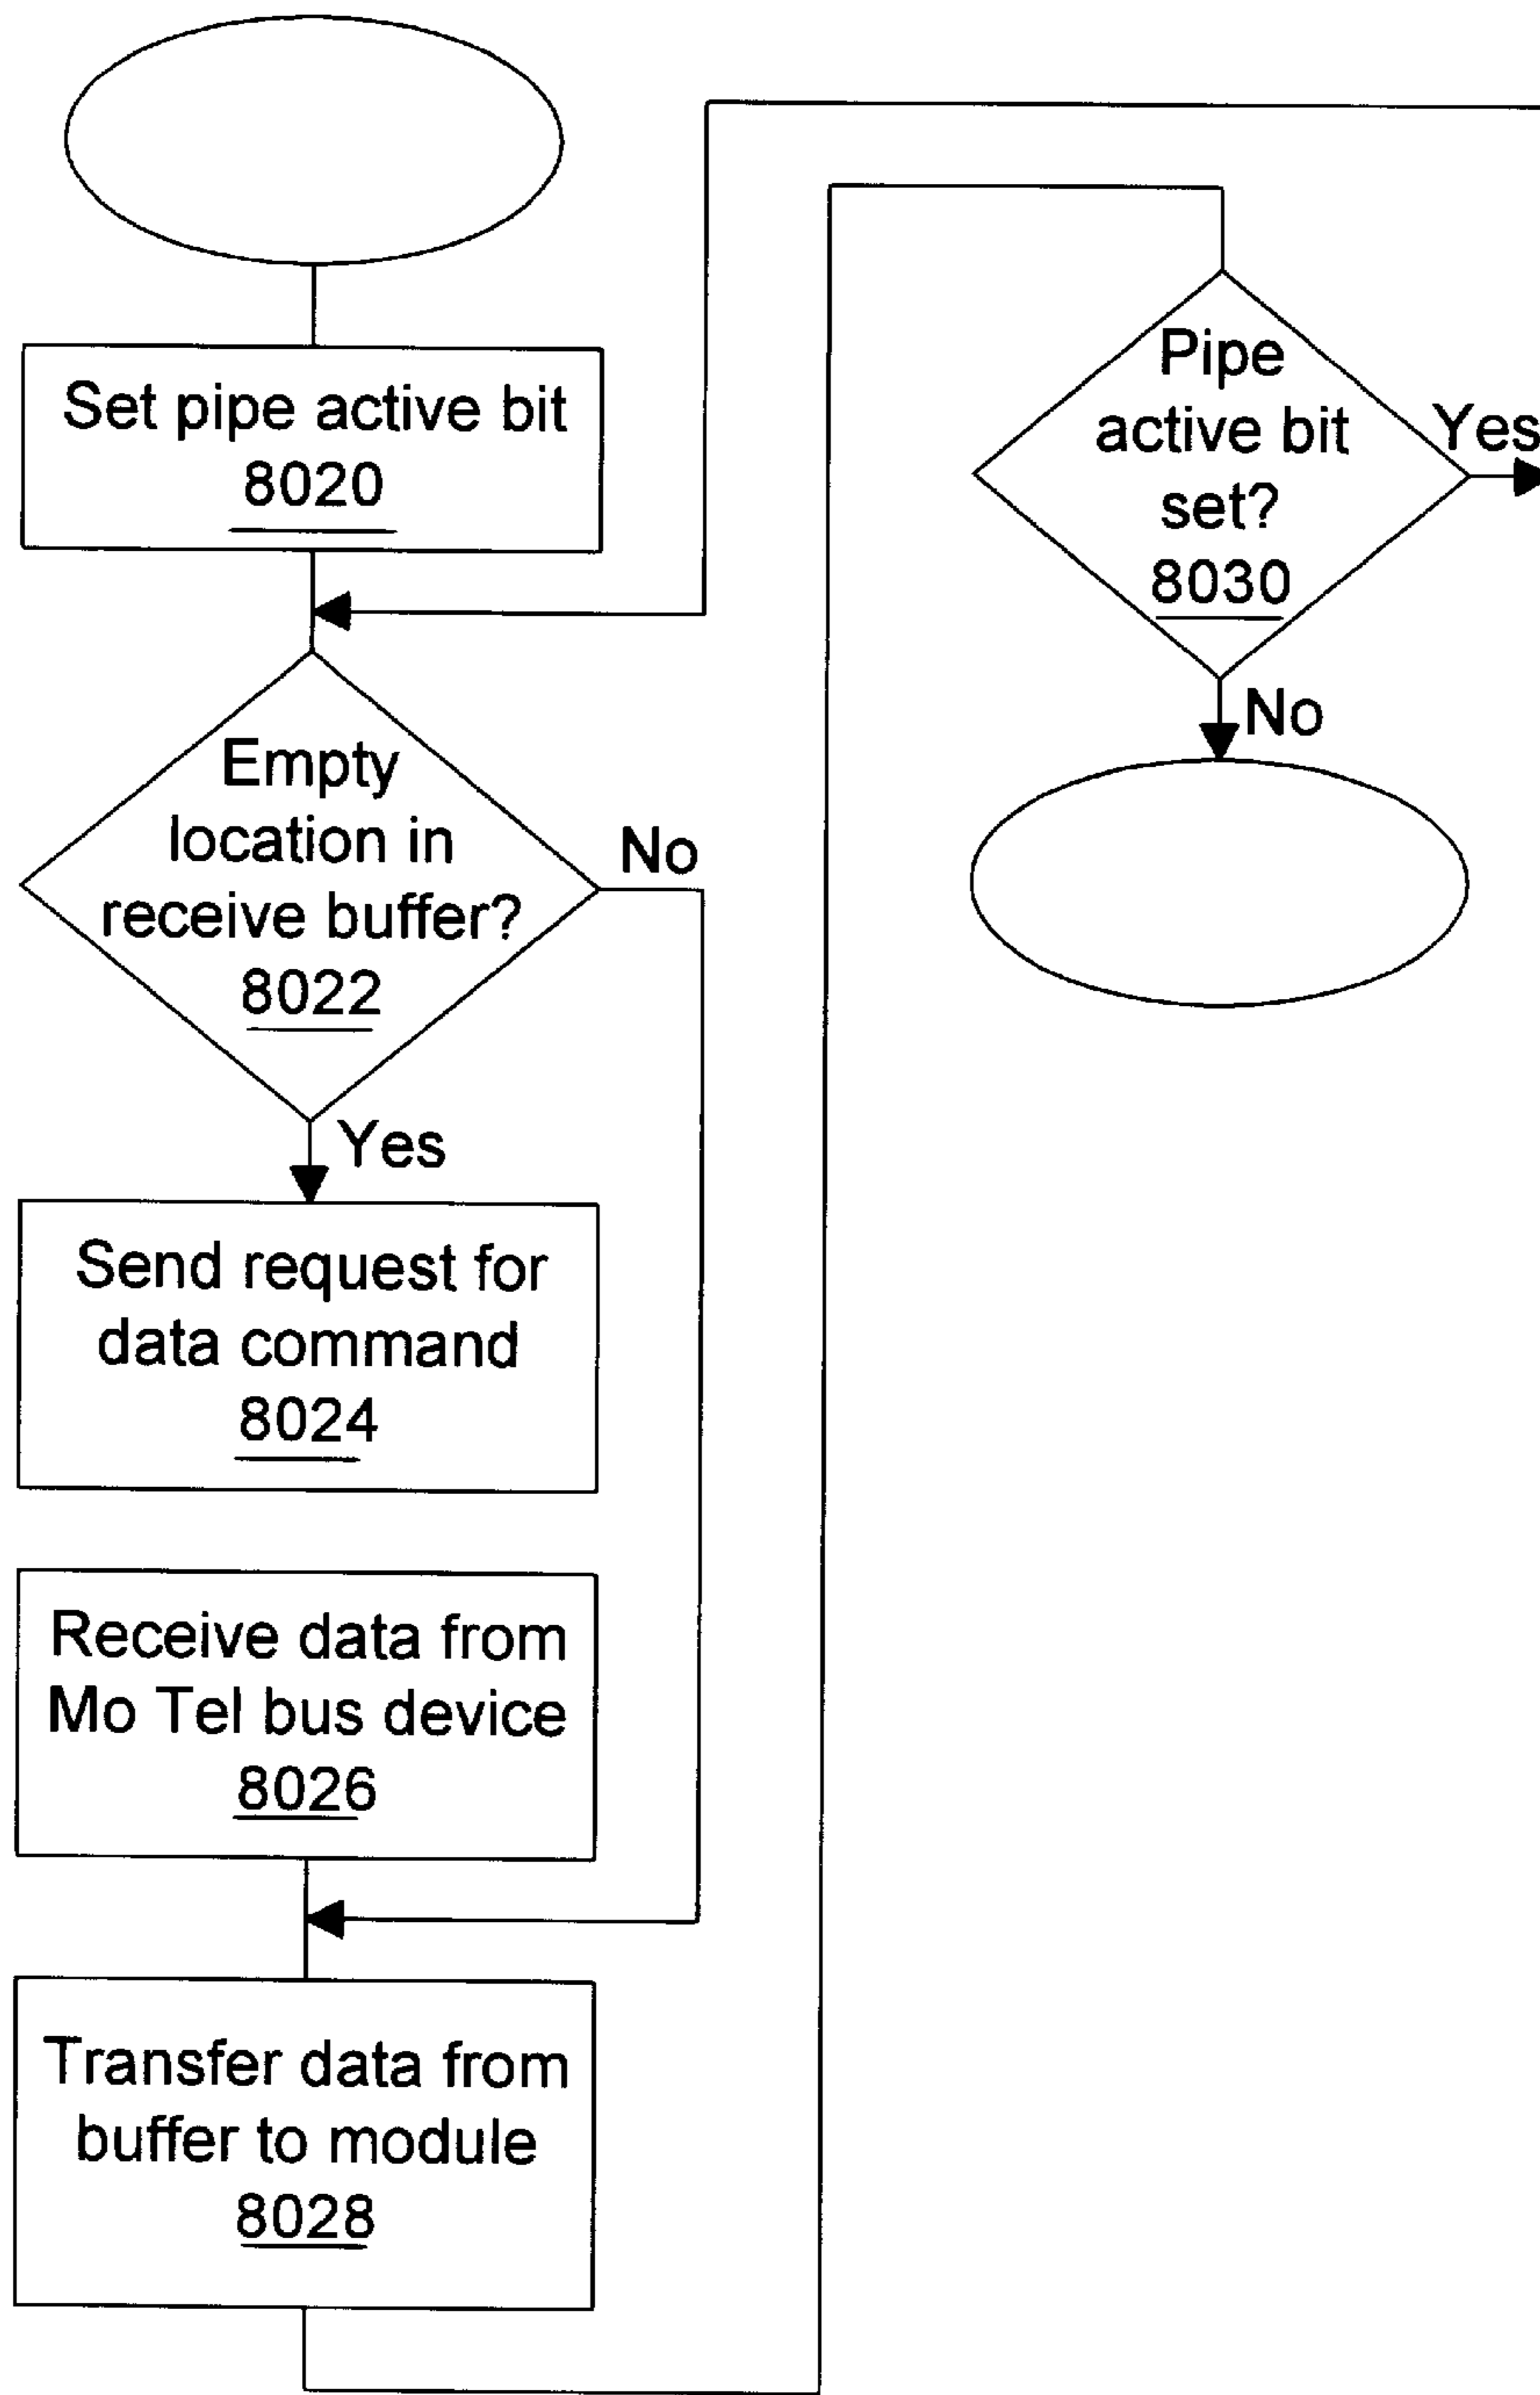 Set pipe active bit
8020
Empty
location in
receive buffer?
8022
No
Yes
Send request for
data command
8024
Receive data from
Mo Tel bus device
8026
Transfer data from
buffer to module
8028
Pipe
active bit
set?
8030
Yes
No